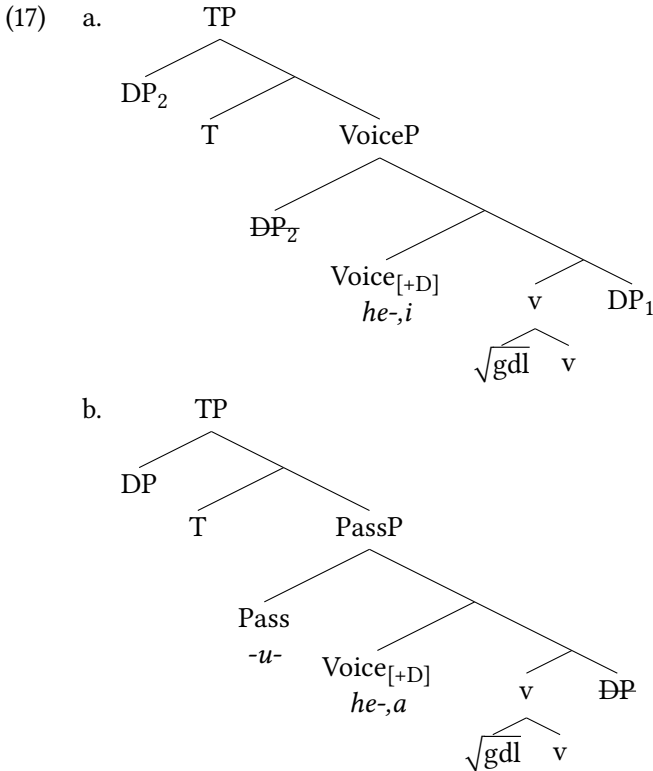 (17) a. TP
DP₂
T VoiceP
DP₂
Voice[+D] v DP₁
he-,i
√gdl v
b. TP
DP
T PassP
Pass
-u- Voice[+D] v DP
he-,a
√gdl v